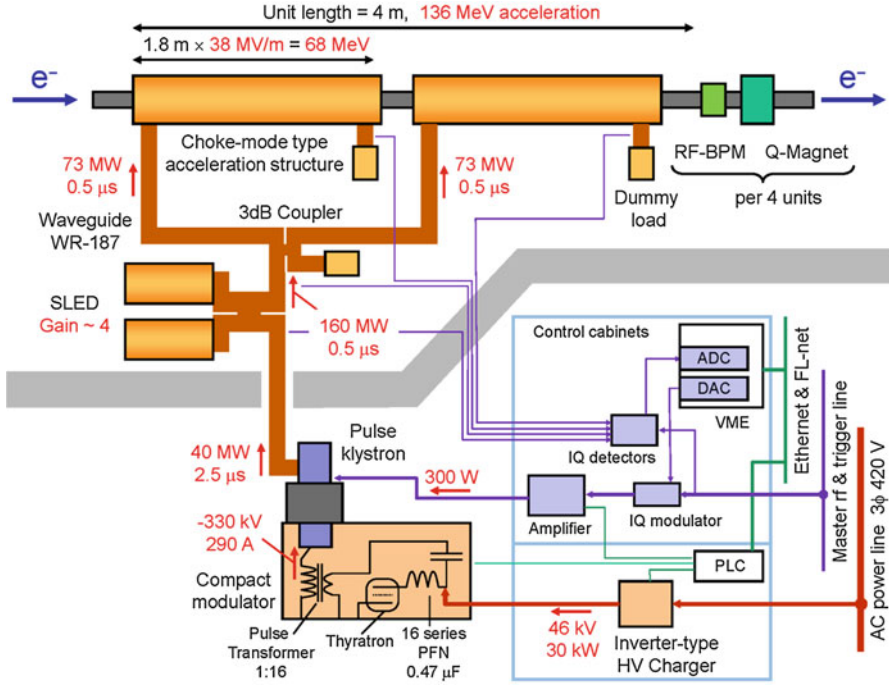 Unit length = 4 m, 136 MeV acceleration
1.8 m × 38 MV/m = 68 MeV
e⁻
e⁻
Choke-mode type
acceleration structure
73 MW
0.5 μs
73 MW
0.5 μs
RF-BPM
Q-Magnet
per 4 units
Dummy
load
Waveguide
WR-187
3dB Coupler
SLED
Gain ~ 4
160 MW
0.5 μs
Control cabinets
ADC
DAC
VME
IQ detectors
Ethernet & FL-net
Master rf & trigger line
AC power line 3ϕ 420 V
Pulse
klystron
40 MW
2.5 μs
300 W
Amplifier
IQ modulator
-330 kV
290 A
Compact
modulator
PLC
Pulse
Transformer
1:16
Thyratron
16 series
PFN
0.47 μF
46 kV
30 kW
Inverter-type
HV Charger